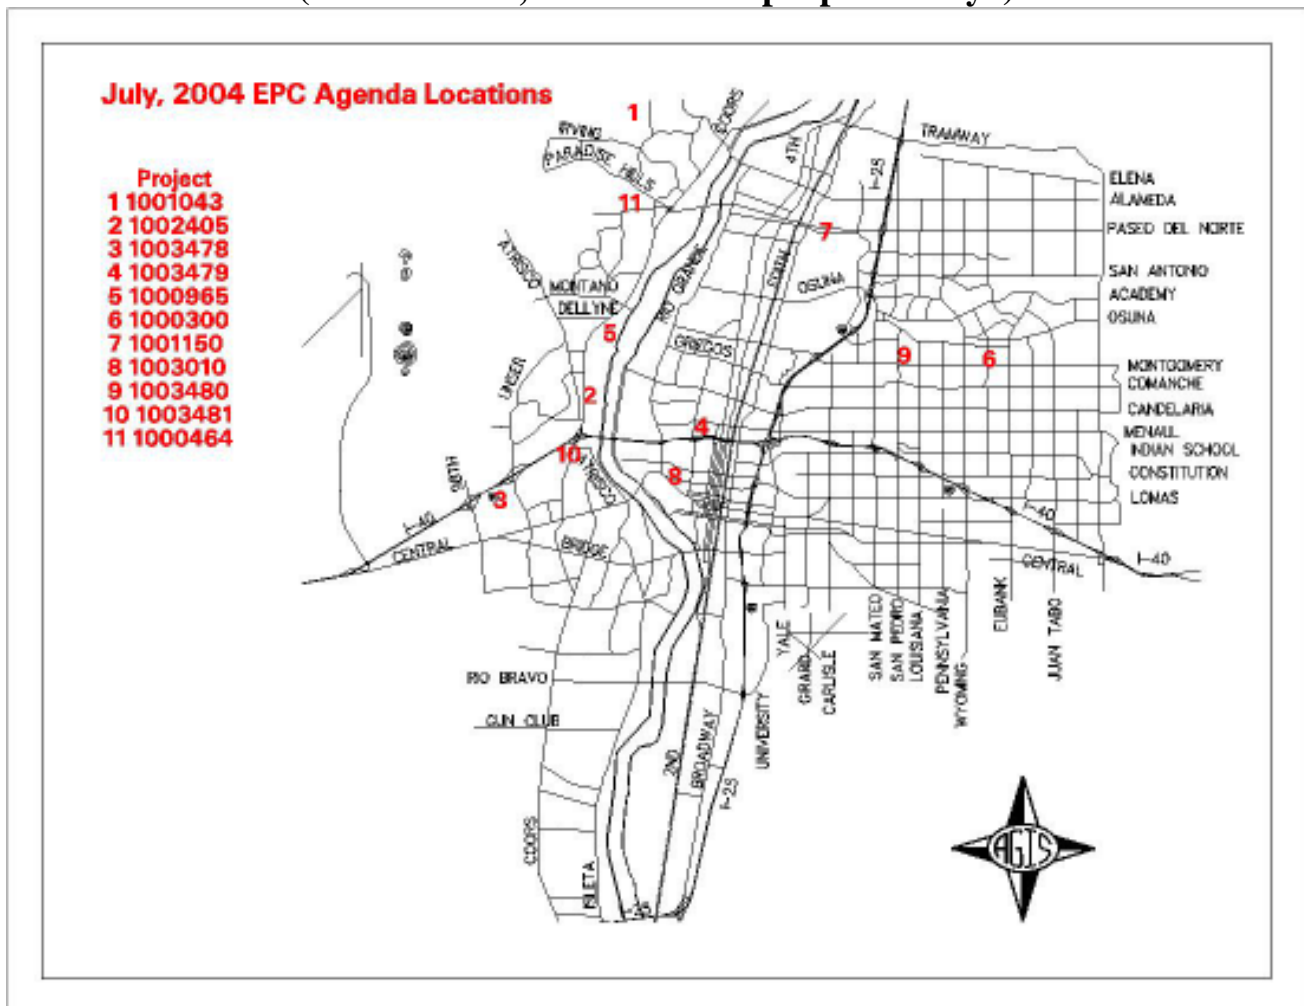 July, 2004 EPC Agenda Locations
Project
1 1001043
2 1002405
3 1003478
4 1003479
5 1000965
6 1000300
7 1001150
8 1003010
9 1003480
10 1003481
11 1000464
1
IRVING
PARADISE HILLS
COORS
4TH
I-25
TRAMWAY
ELENA
ALAMEDA
PASEO DEL NORTE
11
7
ATRISCO
MONTANO
DELLYNE
RIO GRANDE
EDITH
OSUNA
SAN ANTONIO
ACADEMY
OSUNA
5
GRIEGOS
9
6
MONTGOMERY
COMANCHE
UNSER
2
CANDELARIA
4
MENAUL
INDIAN SCHOOL
10
ATRISCO
8
CONSTITUTION
98TH
3
LOMAS
I-40
I-40
CENTRAL
BRIDGE
CENTRAL
I-40
YALE
GIRARD
CARLISLE
SAN MATEO
SAN PEDRO
LOUISIANA
PENNSYLVANIA
WYOMING
EUBANK
JUAN TABO
RIO BRAVO
GUN CLUB
2ND
BROADWAY
I-25
UNIVERSITY
COORS
ISLETA
AGIS